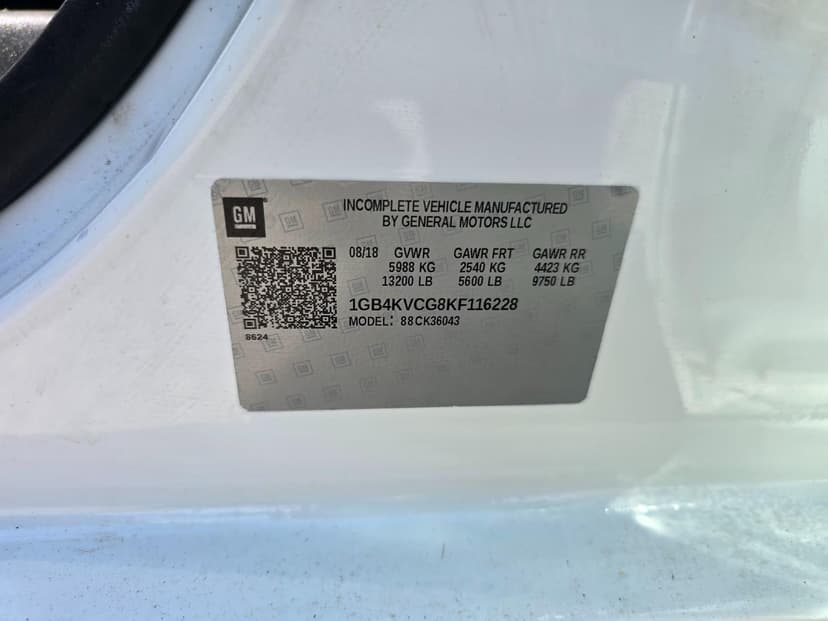 GM
INCOMPLETE VEHICLE MANUFACTURED
BY GENERAL MOTORS LLC
08/18 GVWR GAWR FRT GAWR RR
5988 KG 2540 KG 4423 KG
13200 LB 5600 LB 9750 LB
1GB4KVCG8KF116228
MODEL: 88CK36043
8624